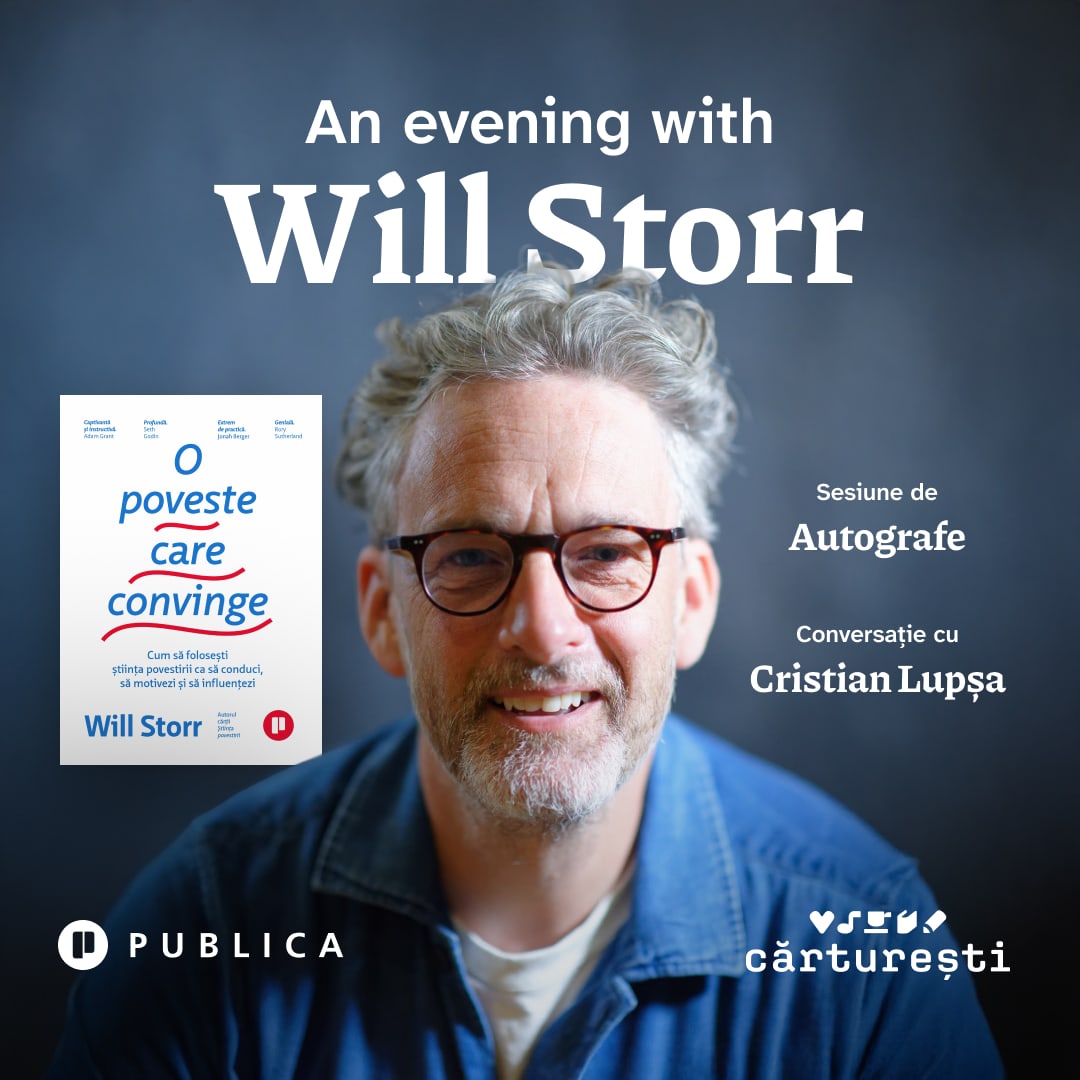 An evening with
Will Storr
Captivantă
și instructivă.
Adam Grant
Profundă.
Seth
Godin
Extrem
de practică.
Jonah Berger
Genială.
Rory
Sutherland
O
poveste
care
convinge
Cum să folosești
știința povestirii ca să conduci,
să motivezi și să influențezi
Will Storr
Autorul
cărții
Știința
povestirii
Sesiune de
Autografe
Conversație cu
Cristian Lupșa
PUBLICA
cărturești